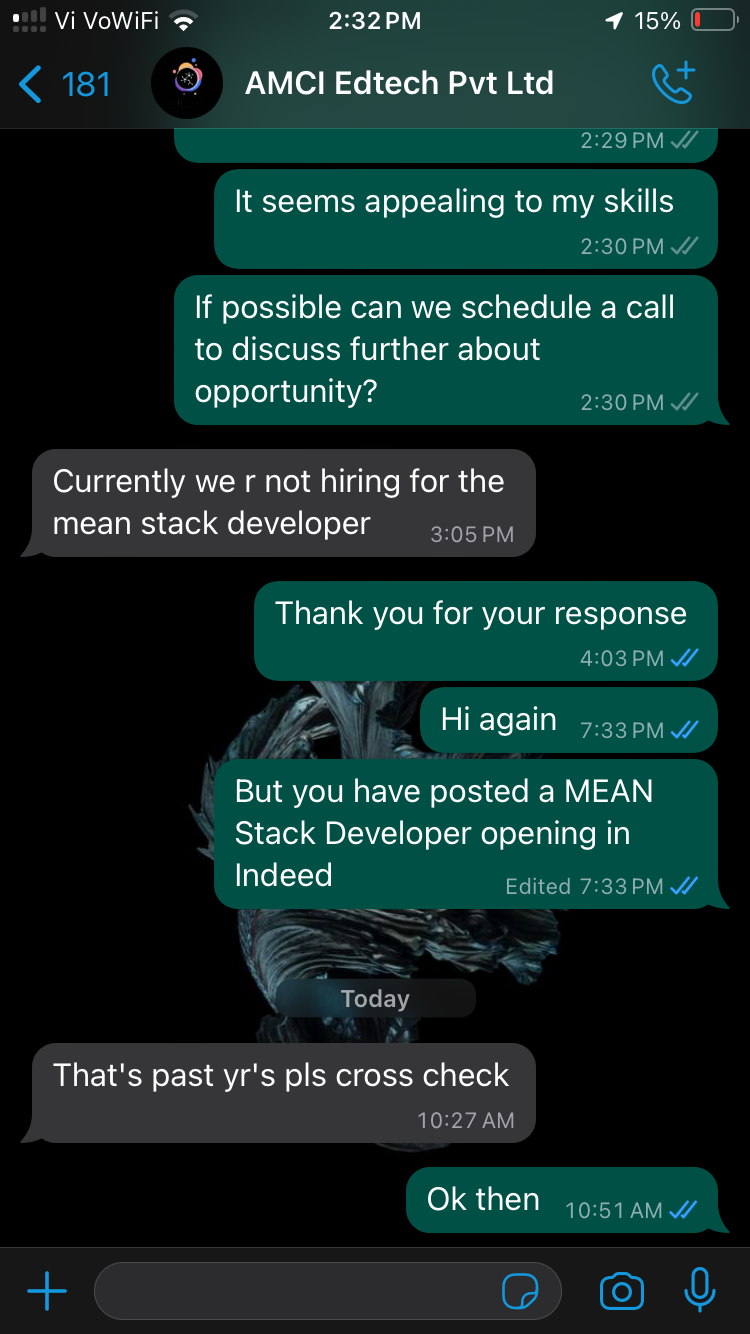 Vi VoWiFi 2:32 PM 15%
181 AMCI Edtech Pvt Ltd
2:29 PM
It seems appealing to my skills
2:30 PM
If possible can we schedule a call
to discuss further about
opportunity?
2:30 PM
Currently we r not hiring for the
mean stack developer
3:05 PM
Thank you for your response
4:03 PM
Hi again 7:33 PM
But you have posted a MEAN
Stack Developer opening in
Indeed
Edited 7:33 PM
Today
That's past yr's pls cross check
10:27 AM
Ok then 10:51 AM